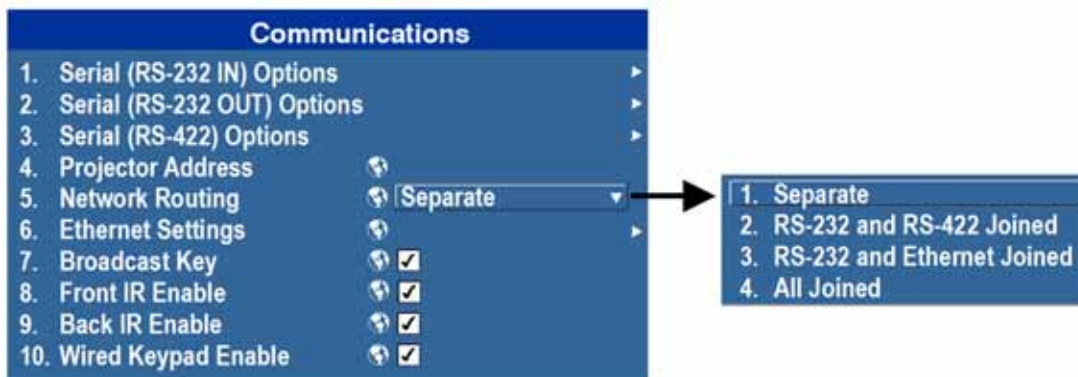 Communications
1. Serial (RS-232 IN) Options
2. Serial (RS-232 OUT) Options
3. Serial (RS-422) Options
4. Projector Address
5. Network Routing Separate
6. Ethernet Settings
7. Broadcast Key
8. Front IR Enable
9. Back IR Enable
10. Wired Keypad Enable
1. Separate
2. RS-232 and RS-422 Joined
3. RS-232 and Ethernet Joined
4. All Joined